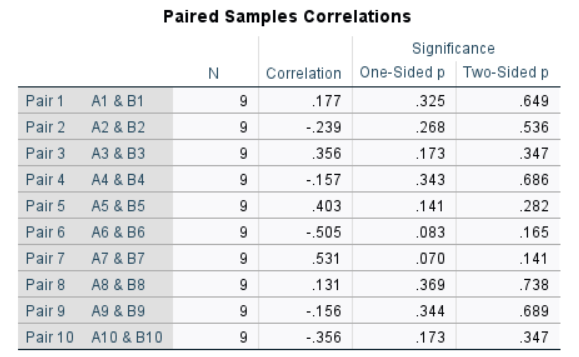 Paired Samples Correlations
Significance
N Correlation One-Sided p Two-Sided p
Pair 1 A1 & B1 9 .177 .325 .649
Pair 2 A2 & B2 9 -.239 .268 .536
Pair 3 A3 & B3 9 .356 .173 .347
Pair 4 A4 & B4 9 -.157 .343 .686
Pair 5 A5 & B5 9 .403 .141 .282
Pair 6 A6 & B6 9 -.505 .083 .165
Pair 7 A7 & B7 9 .531 .070 .141
Pair 8 A8 & B8 9 .131 .369 .738
Pair 9 A9 & B9 9 -.156 .344 .689
Pair 10 A10 & B10 9 -.356 .173 .347